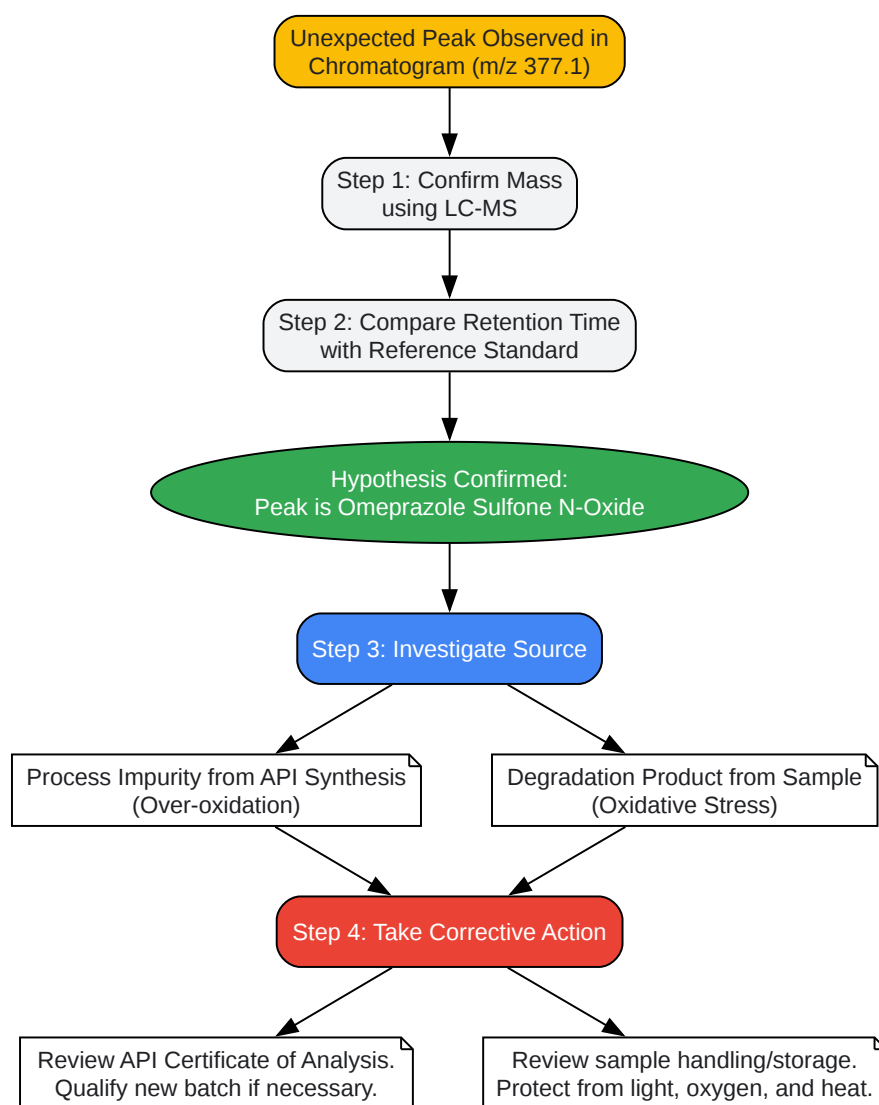 Unexpected Peak Observed in
Chromatogram (m/z 377.1)
Step 1: Confirm Mass
using LC-MS
Step 2: Compare Retention Time
with Reference Standard
Hypothesis Confirmed:
Peak is Omeprazole Sulfone N-Oxide
Step 3: Investigate Source
Process Impurity from API Synthesis
(Over-oxidation)
Degradation Product from Sample
(Oxidative Stress)
Step 4: Take Corrective Action
Review API Certificate of Analysis.
Qualify new batch if necessary.
Review sample handling/storage.
Protect from light, oxygen, and heat.